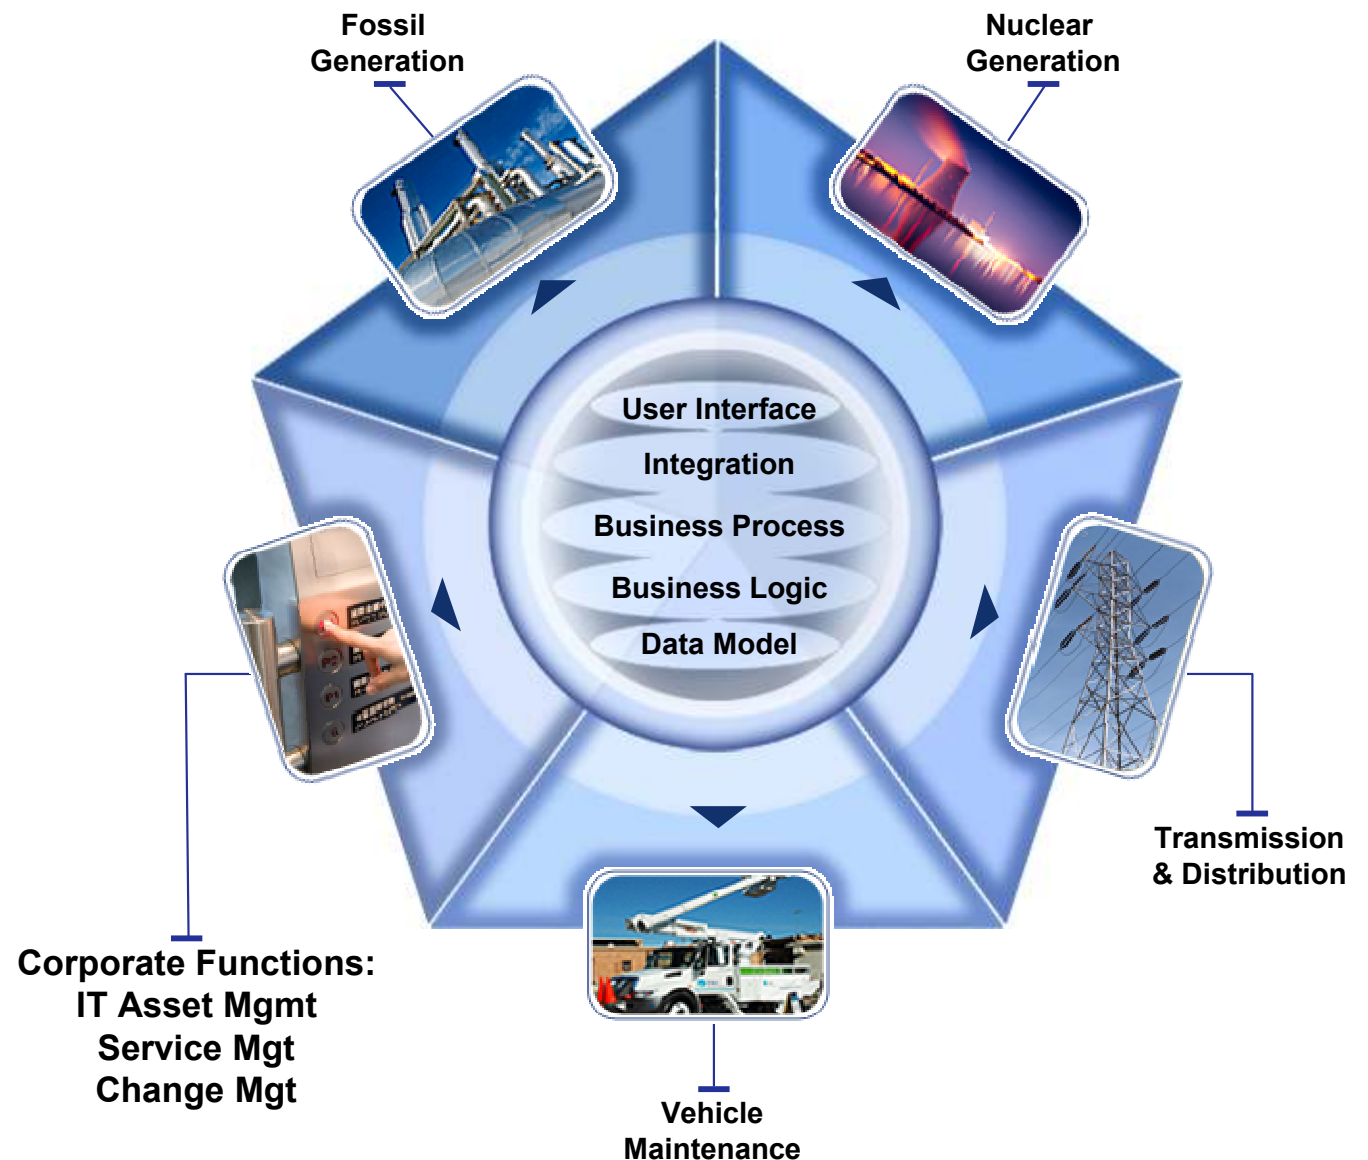 Fossil
Generation
Nuclear
Generation
User Interface
Integration
Business Process
Business Logic
Data Model
Transmission
& Distribution
Corporate Functions:
IT Asset Mgmt
Service Mgt
Change Mgt
Vehicle
Maintenance